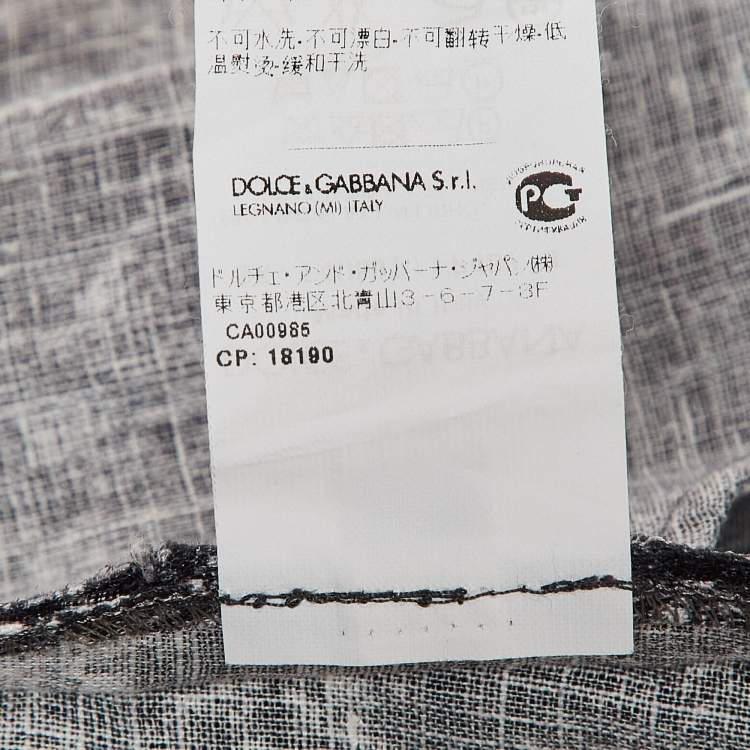 不可水洗·不可漂白·不可翻转干燥·低
温熨烫·缓和干洗
DOLCE & GABBANA S.r.l.
LEGNANO (MI) ITALY
PCT
ドルチェ・アンド・ガッバーナ・ジャパン(株)
東京都港区北青山3-6-7-8F
CA00985
CP: 18190